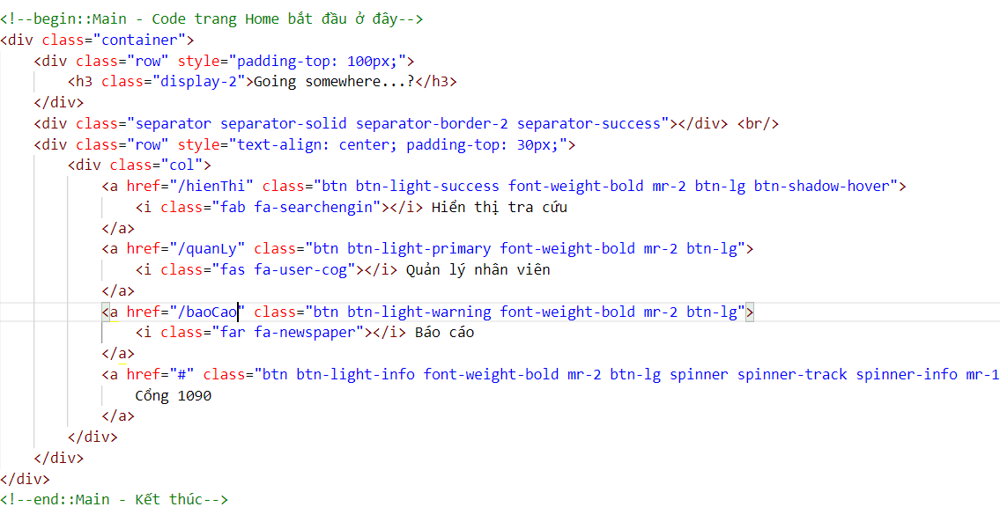 <!--begin::Main - Code trang Home bắt đầu ở đây-->
<div class="container">
<div class="row" style="padding-top: 100px;">
<h3 class="display-2">Going somewhere...?</h3>
</div>
<div class="separator separator-solid separator-border-2 separator-success"></div> <br/>
<div class="row" style="text-align: center; padding-top: 30px;">
<div class="col">
<a href="/hienThi" class="btn btn-light-success font-weight-bold mr-2 btn-lg btn-shadow-hover">
<i class="fab fa-searchengin"></i> Hiển thị tra cứu
</a>
<a href="/quanLy" class="btn btn-light-primary font-weight-bold mr-2 btn-lg">
<i class="fas fa-user-cog"></i> Quản lý nhân viên
</a>
<a href="/baoCao" class="btn btn-light-warning font-weight-bold mr-2 btn-lg">
<i class="far fa-newspaper"></i> Báo cáo
</a>
<a href="#" class="btn btn-light-info font-weight-bold mr-2 btn-lg spinner spinner-track spinner-info mr-1
Cổng 1090
</a>
</div>
</div>
</div>
<!--end::Main - Kết thúc-->